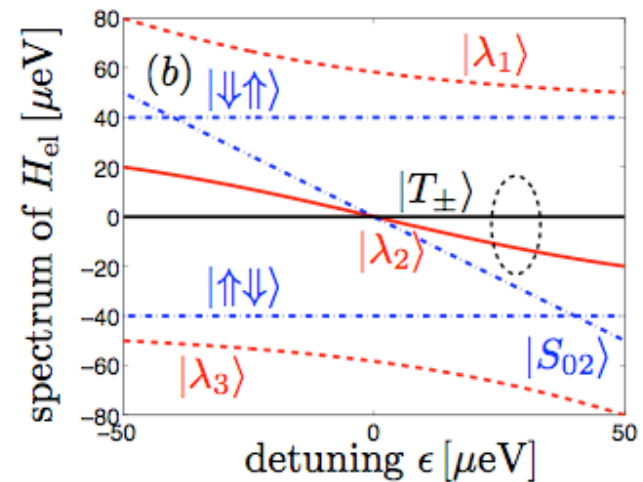 spectrum of H_el [μeV]
80
60
40
20
0
−20
−40
−60
−80
(b)
|λ₁⟩
|⇓⇑⟩
|T±⟩
|λ₂⟩
|⇑⇓⟩
|S₀₂⟩
|λ₃⟩
−50
0
50
detuning ϵ [μeV]